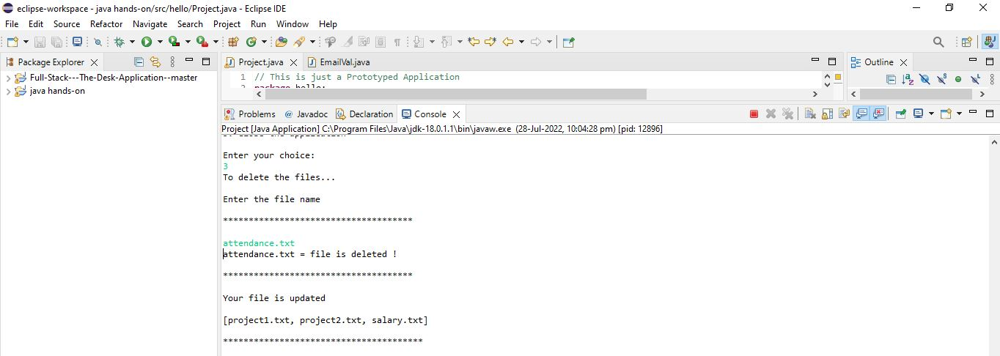 eclipse-workspace - java hands-on/src/hello/Project.java - Eclipse IDE
File Edit Source Refactor Navigate Search Project Run Window Help
Package Explorer
Project.java
EmailVal.java
Outline
Full-Stack---The-Desk-Application--master
java hands-on
1 // This is just a Prototyped Application
Problems
@ Javadoc
Declaration
Console
Project [Java Application] C:\Program Files\Java\jdk-18.0.1.1\bin\javaw.exe (28-Jul-2022, 10:04:28 pm) [pid: 12896]
Enter your choice:
3
To delete the files...
Enter the file name
*************************************
attendance.txt
attendance.txt = file is deleted !
*************************************
Your file is updated
[project1.txt, project2.txt, salary.txt]
***************************************